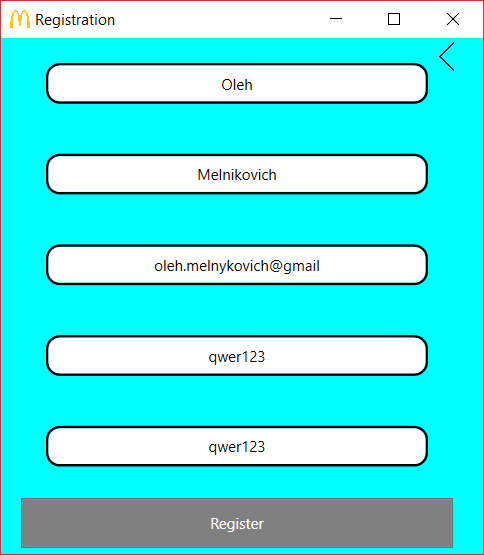 Registration
Oleh
Melnikovich
oleh.melnykovich@gmail
qwer123
qwer123
Register